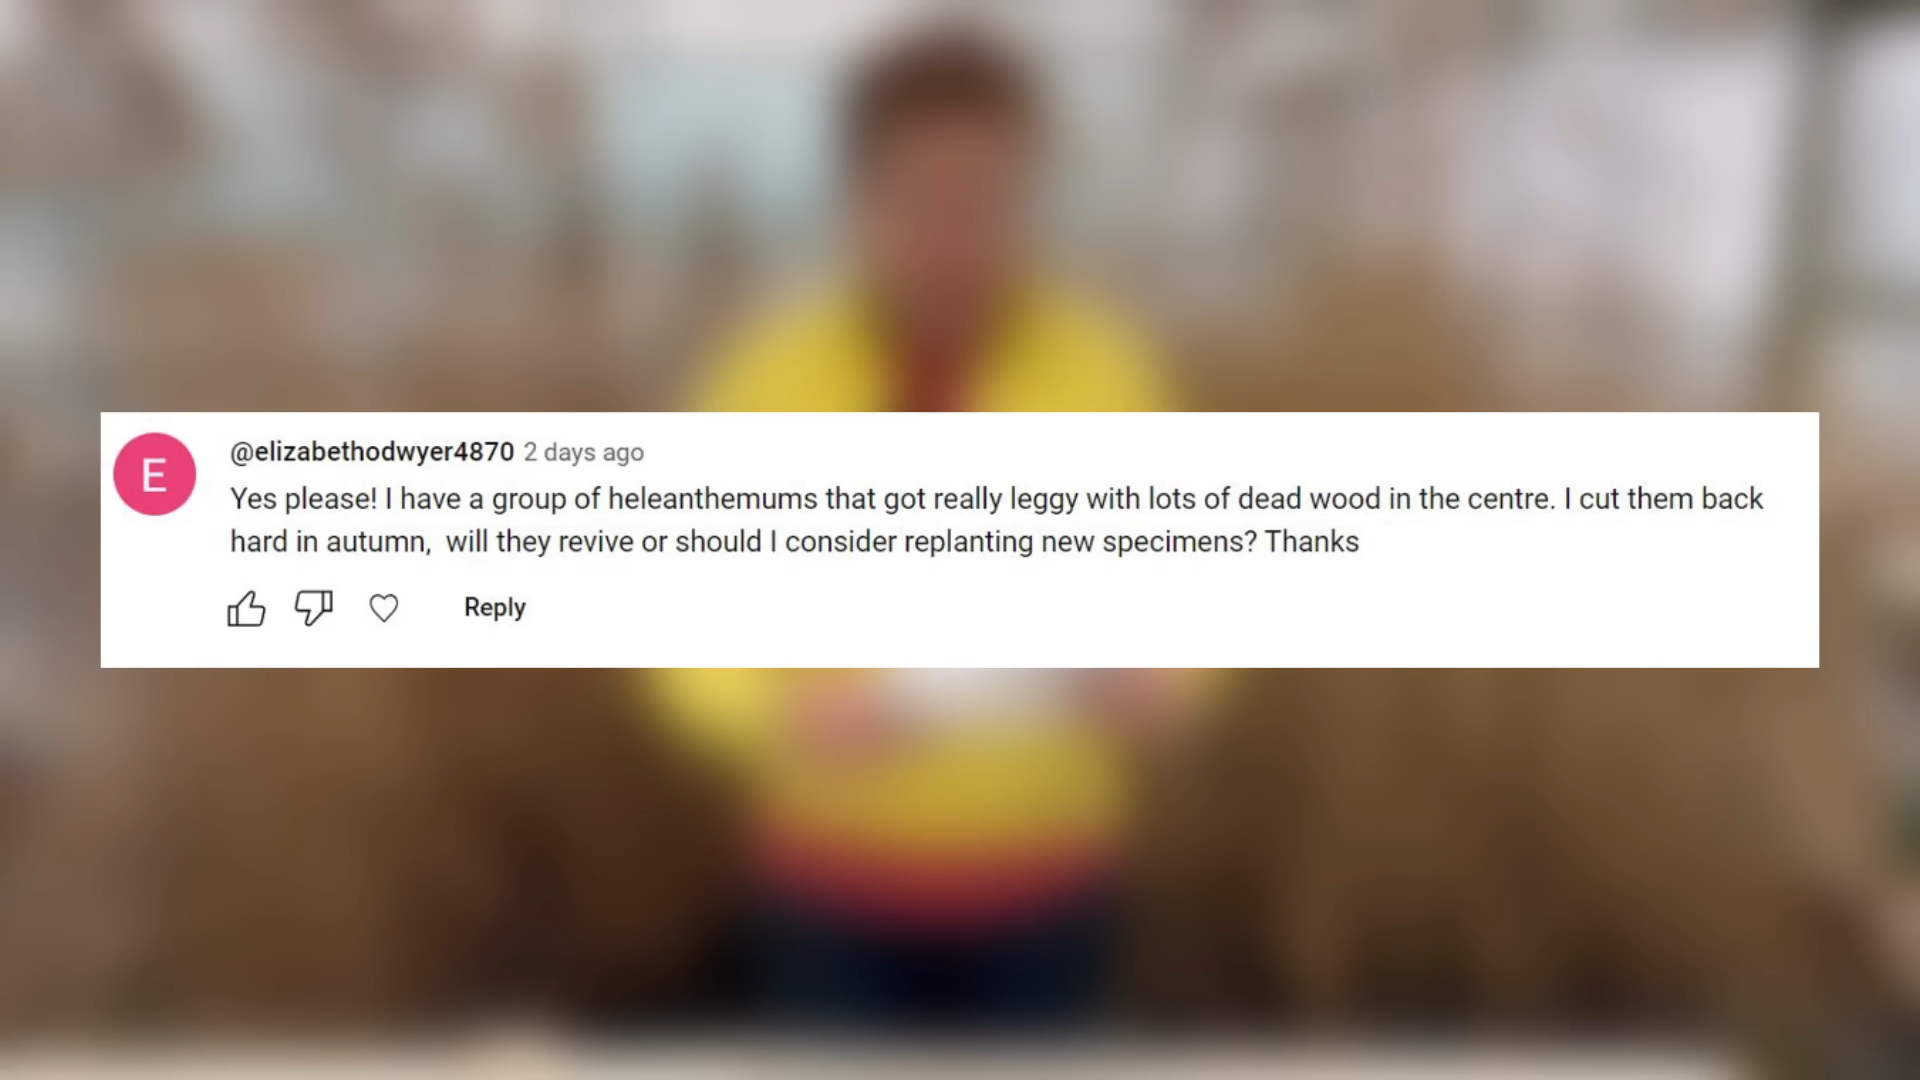 E
@elizabethodwyer4870 2 days ago
Yes please! I have a group of heleanthemums that got really leggy with lots of dead wood in the centre. I cut them back
hard in autumn,  will they revive or should I consider replanting new specimens? Thanks
Reply